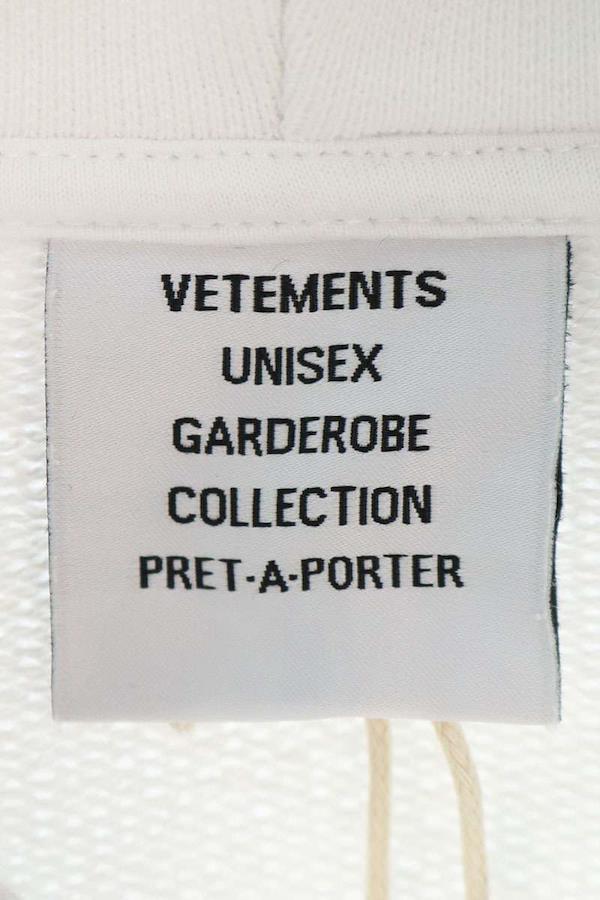 VETEMENTS
UNISEX
GARDEROBE
COLLECTION
PRET-A-PORTER